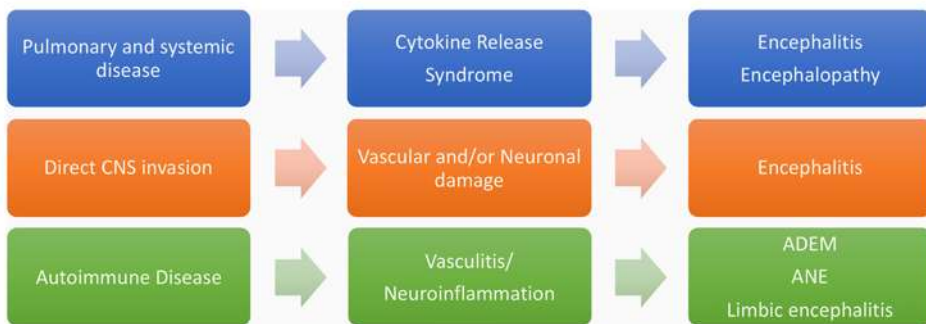 Pulmonary and systemic
disease
Cytokine Release
Syndrome
Encephalitis
Encephalopathy
Direct CNS invasion
Vascular and/or Neuronal
damage
Encephalitis
Autoimmune Disease
Vasculitis/
Neuroinflammation
ADEM
ANE
Limbic encephalitis